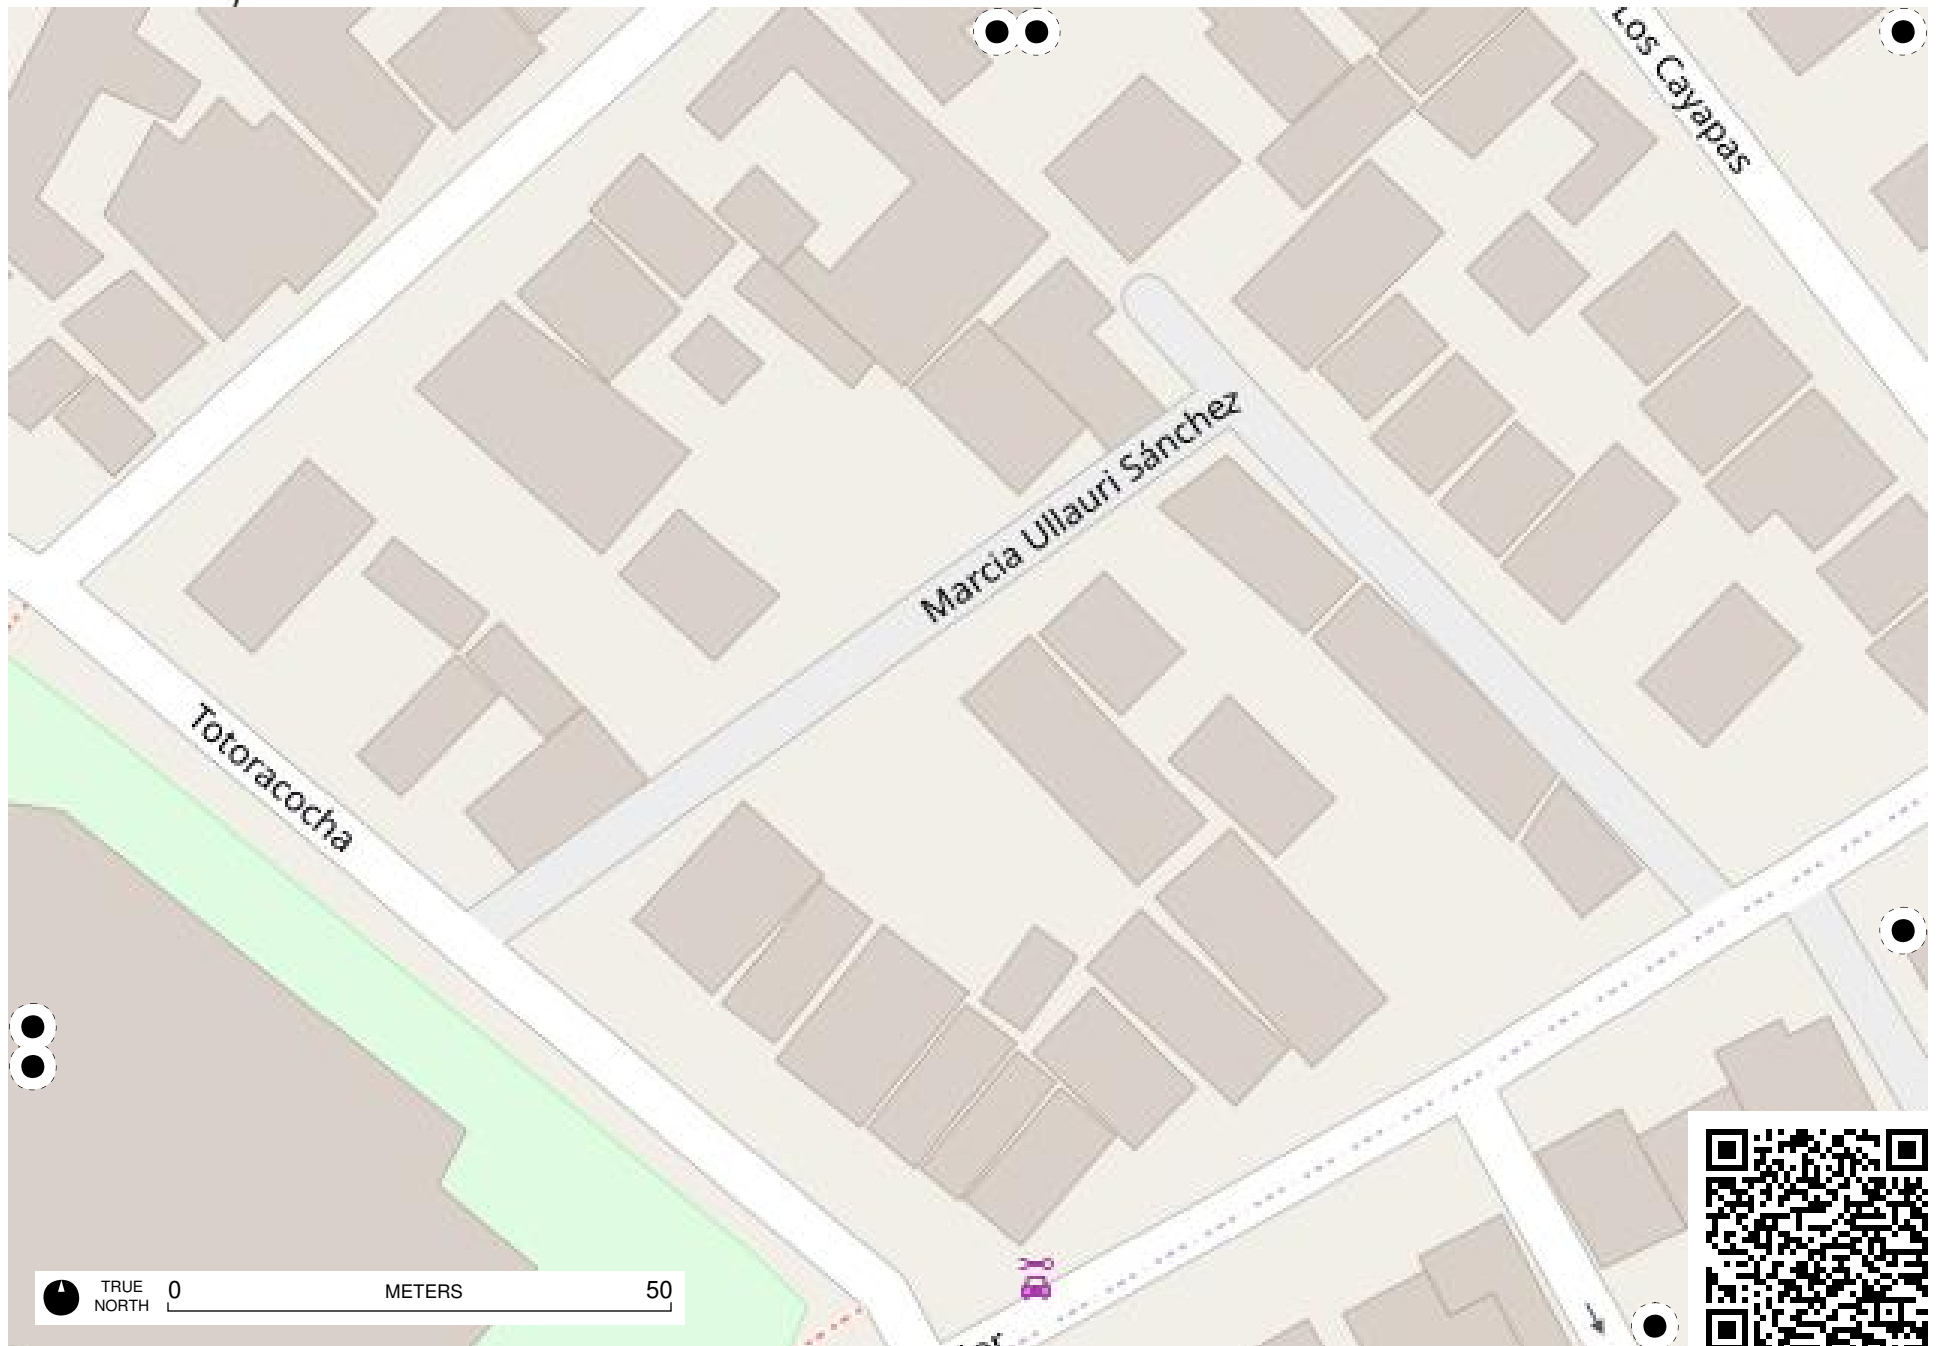 Los Cayapas
Marcia Ullauri Sánchez
Totoracocha
TRUE
NORTH
0 METERS 50